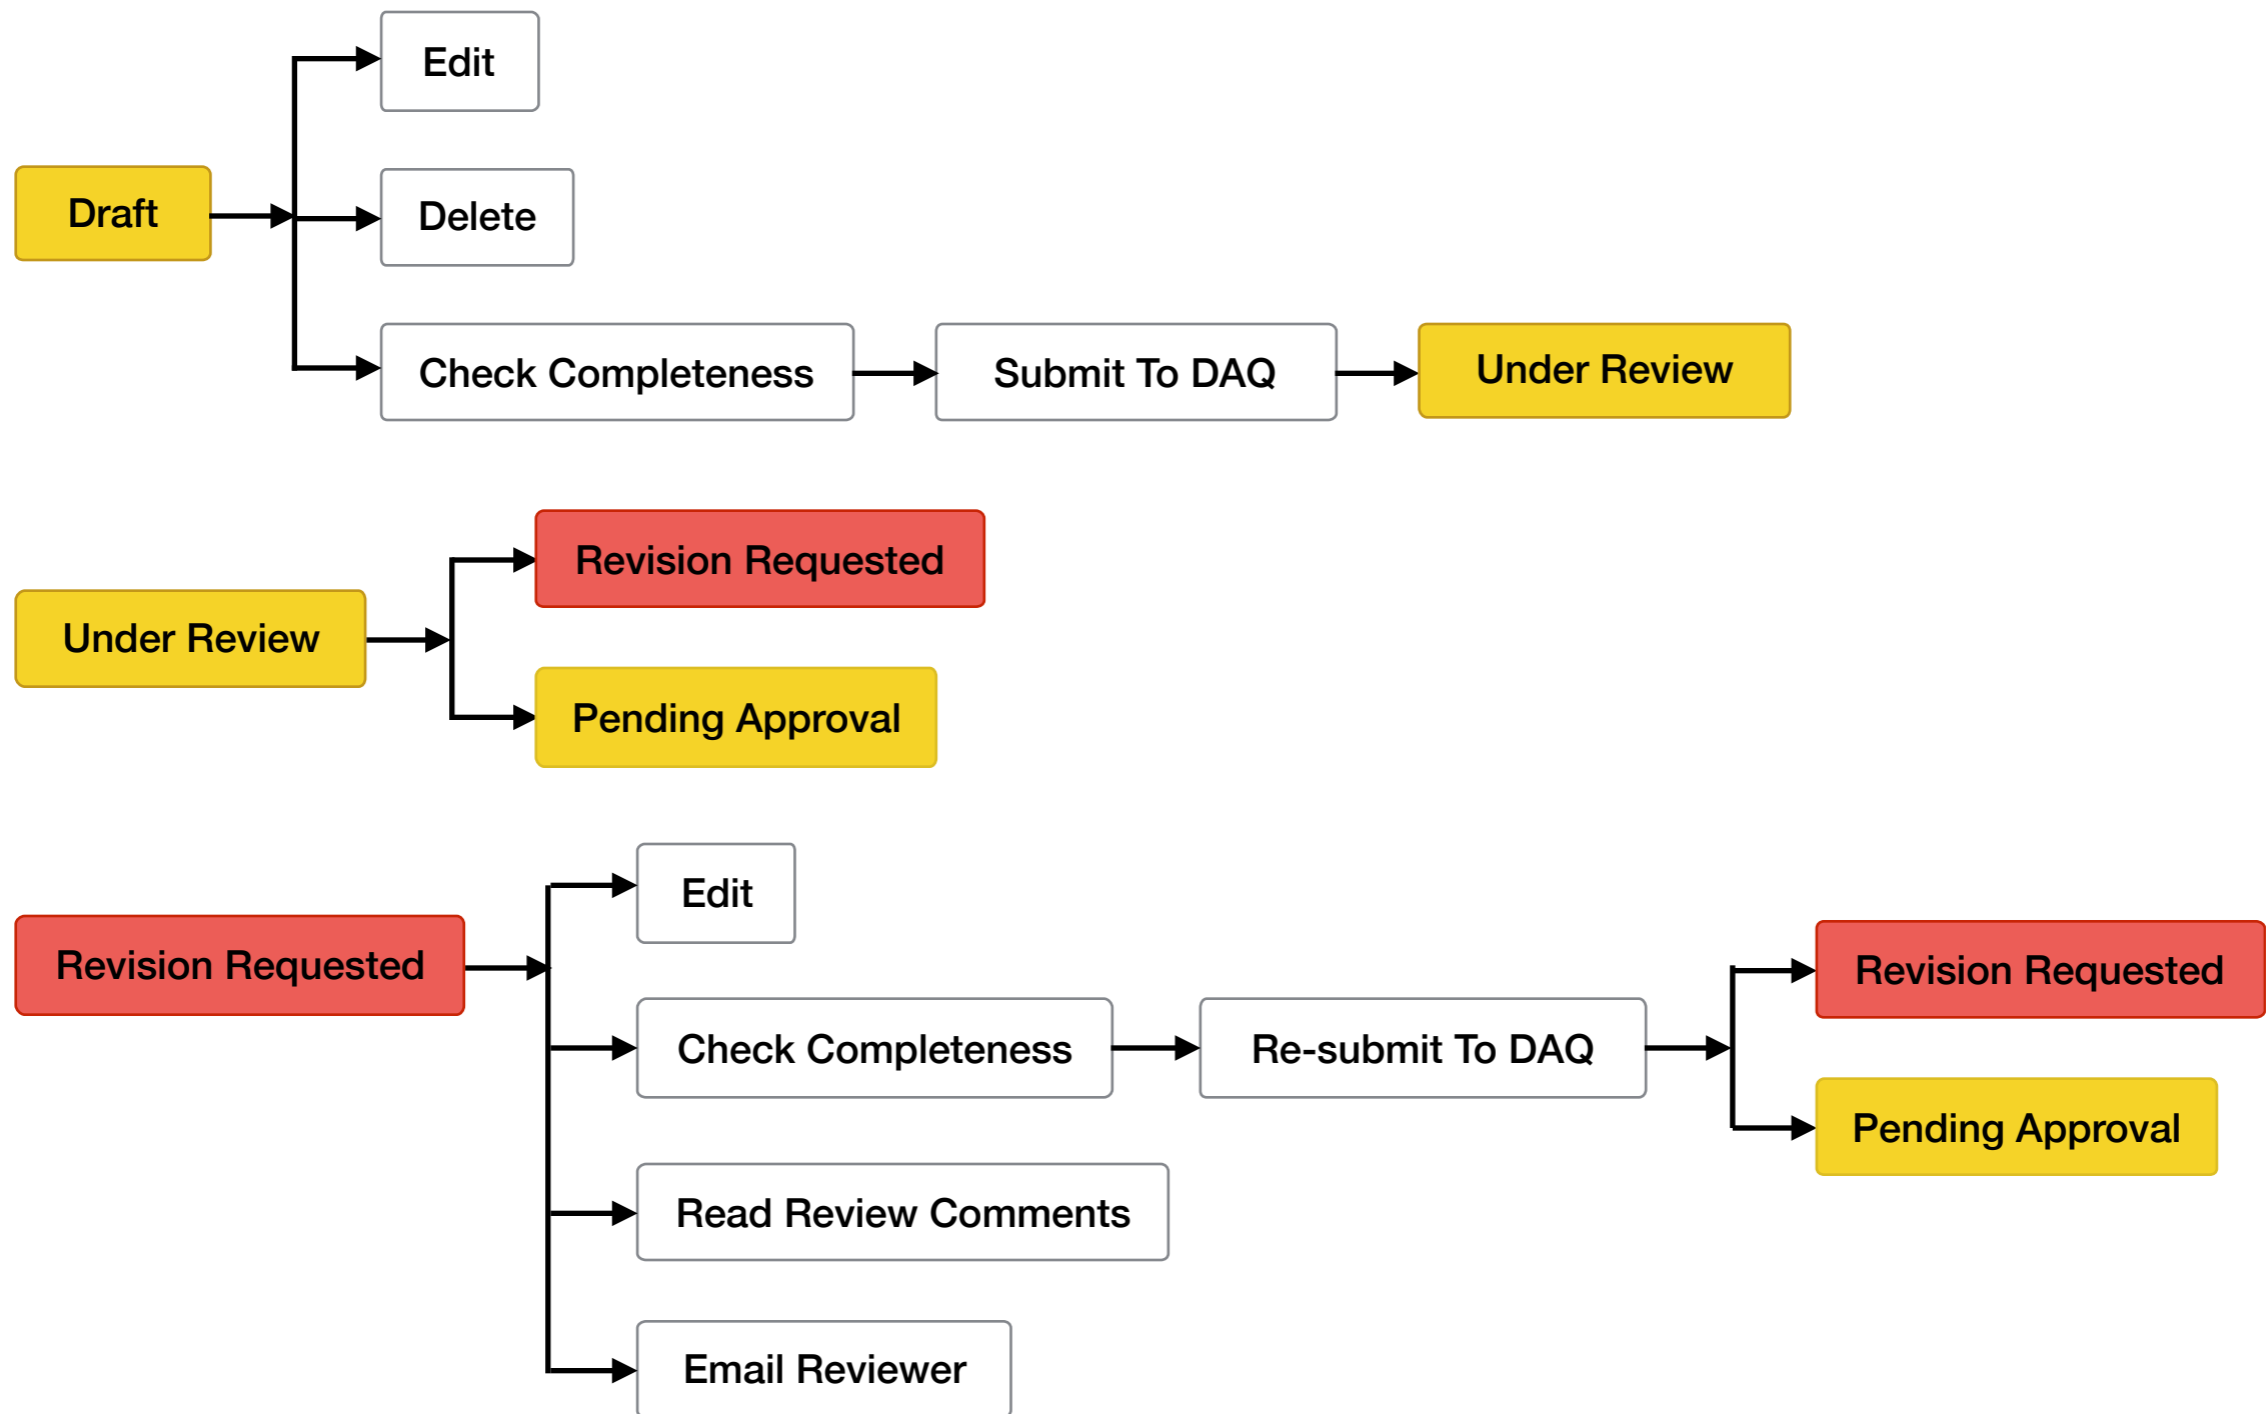 Edit
Draft
Delete
Check Completeness
Submit To DAQ
Under Review
Revision Requested
Under Review
Pending Approval
Edit
Revision Requested
Check Completeness
Re-submit To DAQ
Revision Requested
Pending Approval
Read Review Comments
Email Reviewer